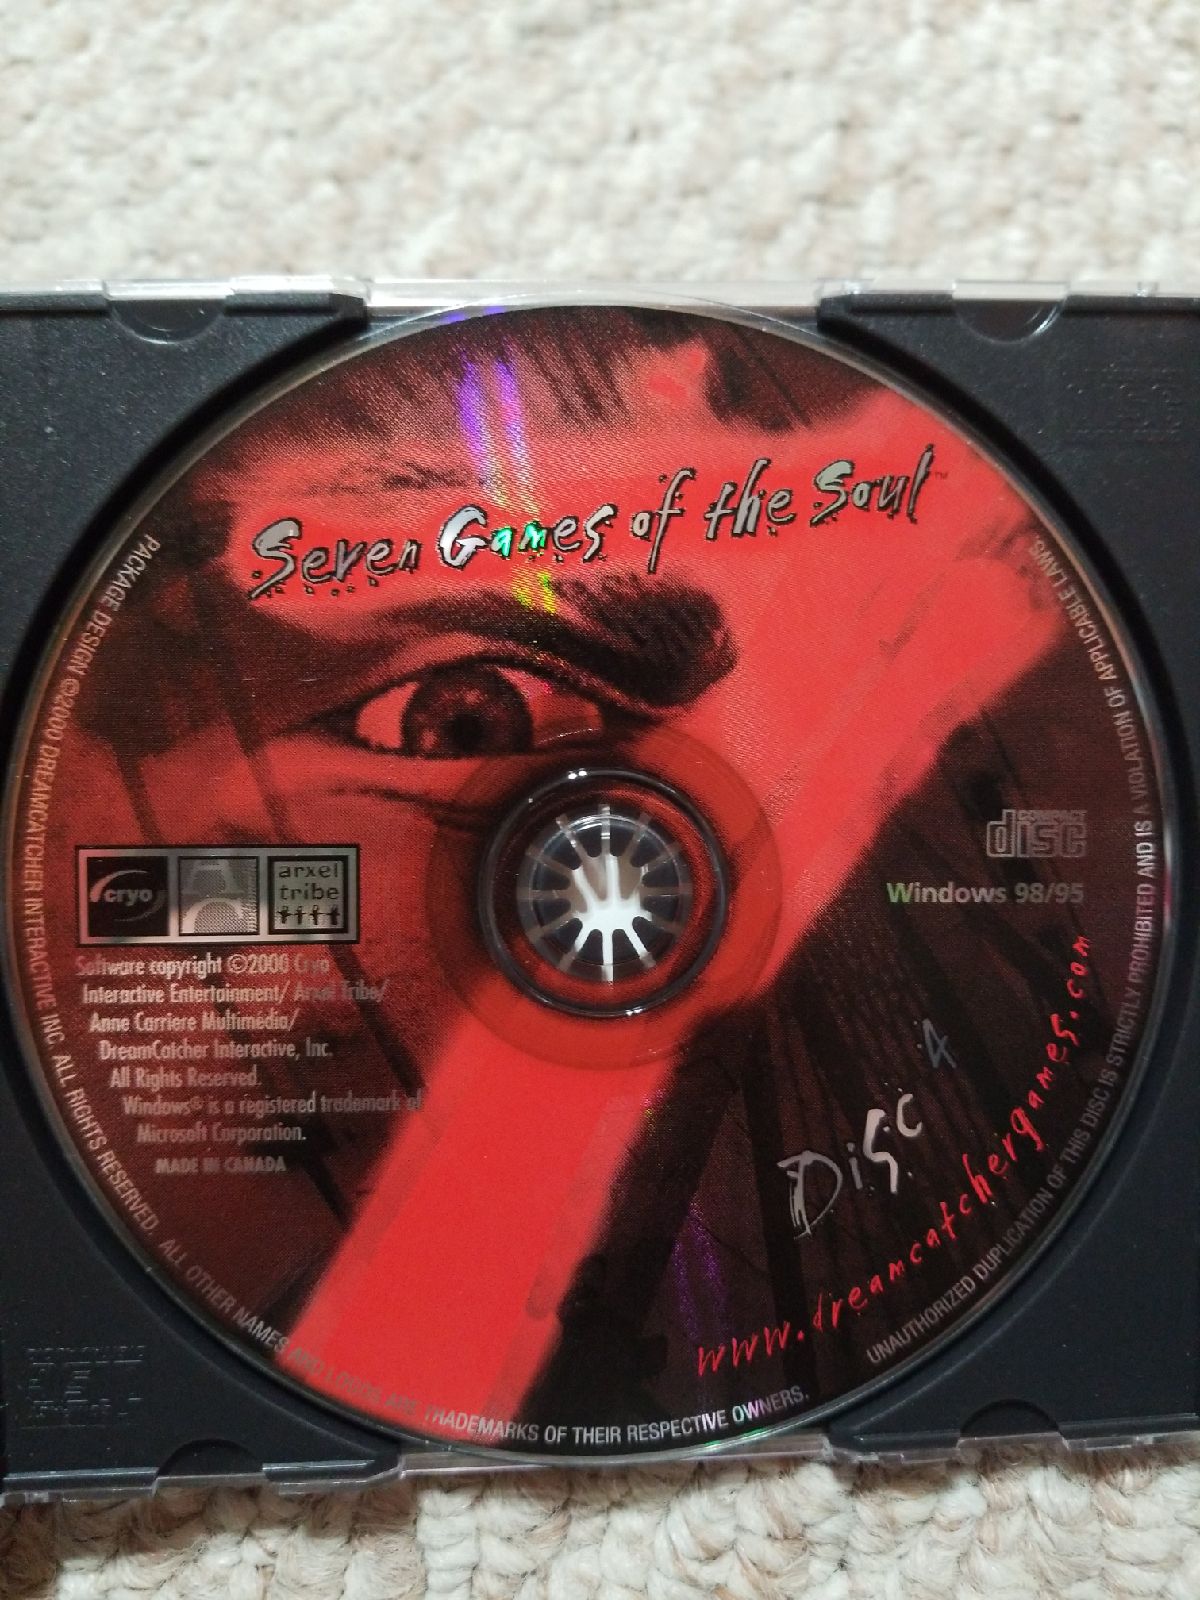 Seven Games of the Soul™
cryo
AC
arxel
tribe
COMPACT
disc
Windows 98/95
Software copyright ©2000 Cryo
Interactive Entertainment/ Arxel Tribe/
Anne Carriere Multimédia/
DreamCatcher Interactive, Inc.
All Rights Reserved.
Windows® is a registered trademark of
Microsoft Corporation.
MADE IN CANADA
Disc 4
www.dreamcatchergames.com
PACKAGE DESIGN ©2000 DREAMCATCHER INTERACTIVE INC. ALL RIGHTS RESERVED. ALL OTHER NAMES AND LOGOS ARE TRADEMARKS OF THEIR RESPECTIVE OWNERS.
UNAUTHORIZED DUPLICATION OF THIS DISC IS STRICTLY PROHIBITED AND IS A VIOLATION OF APPLICABLE LAWS.